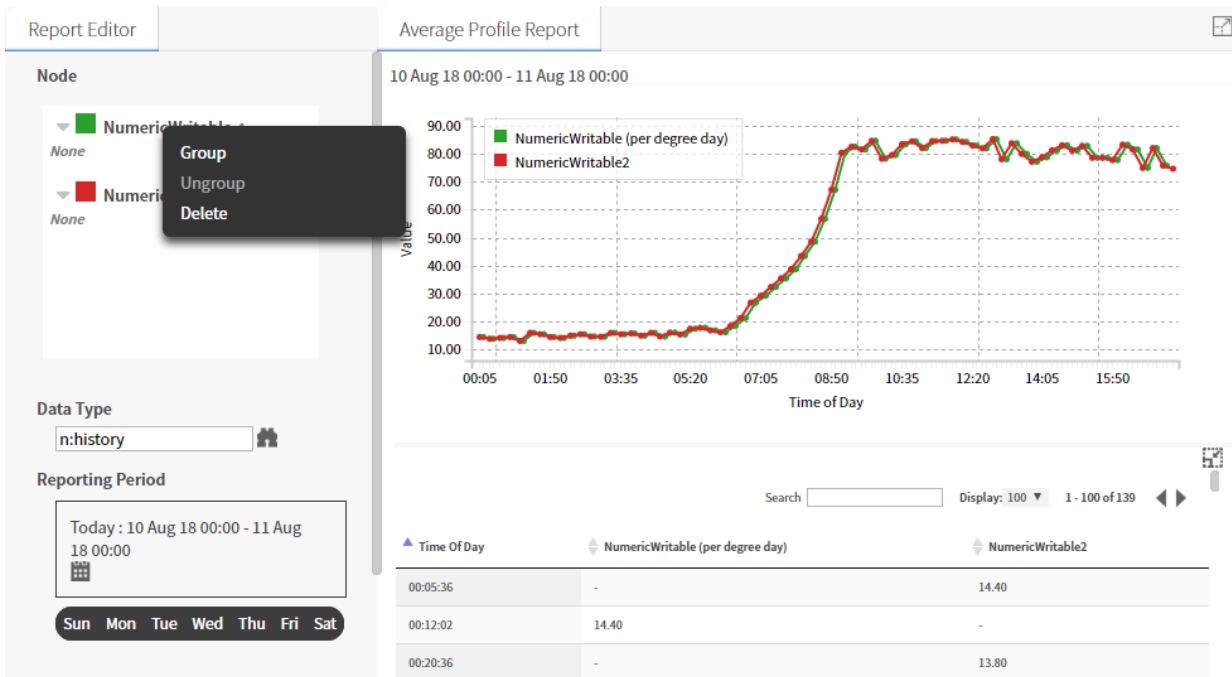 Report Editor
Average Profile Report
Node
None
Group
Ungroup
Delete
None
Data Type
n:history
Reporting Period
Today : 10 Aug 18 00:00 - 11 Aug
18 00:00
Sun Mon Tue Wed Thu Fri Sat
10 Aug 18 00:00 - 11 Aug 18 00:00
NumericWritable (per degree day)
NumericWritable2
90.00
80.00
70.00
60.00
50.00
40.00
30.00
20.00
10.00
Value
00:05 01:50 03:35 05:20 07:05 08:50 10:35 12:20 14:05 15:50
Time of Day
Search Display: 100 1 - 100 of 139
Time Of Day NumericWritable (per degree day) NumericWritable2
00:05:36 - 14.40
00:12:02 14.40 -
00:20:36 - 13.80